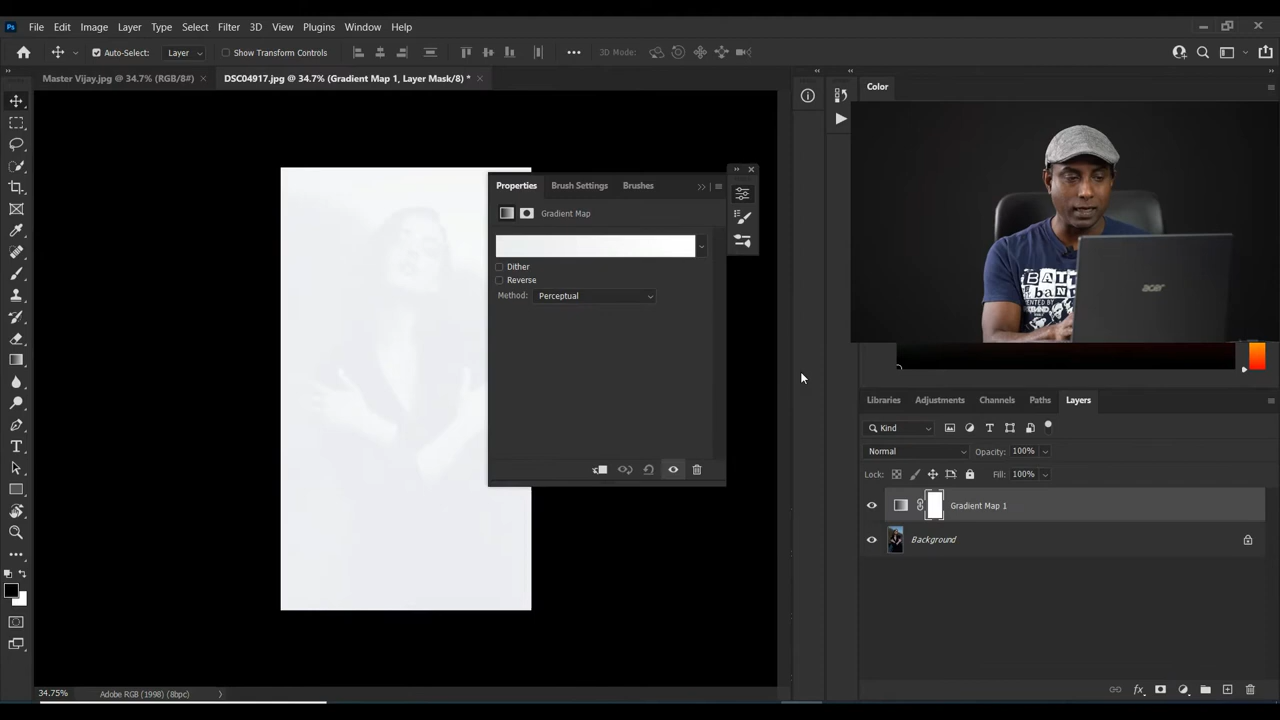 Ps File Edit Image Layer Type Select Filter 3D View Plugins Window Help
Auto-Select: Layer Show Transform Controls 3D Mode:
Master Vijay.jpg @ 34.7% (RGB/8#) × DSC04917.jpg @ 34.7% (Gradient Map 1, Layer Mask/8) * ×
Color
Properties Brush Settings Brushes
Gradient Map
Dither
Reverse
Method: Perceptual
acer
Libraries Adjustments Channels Paths Layers
Kind
Normal Opacity: 100%
Lock: Fill: 100%
Gradient Map 1
Background
34.75% Adobe RGB (1998) (8bpc)